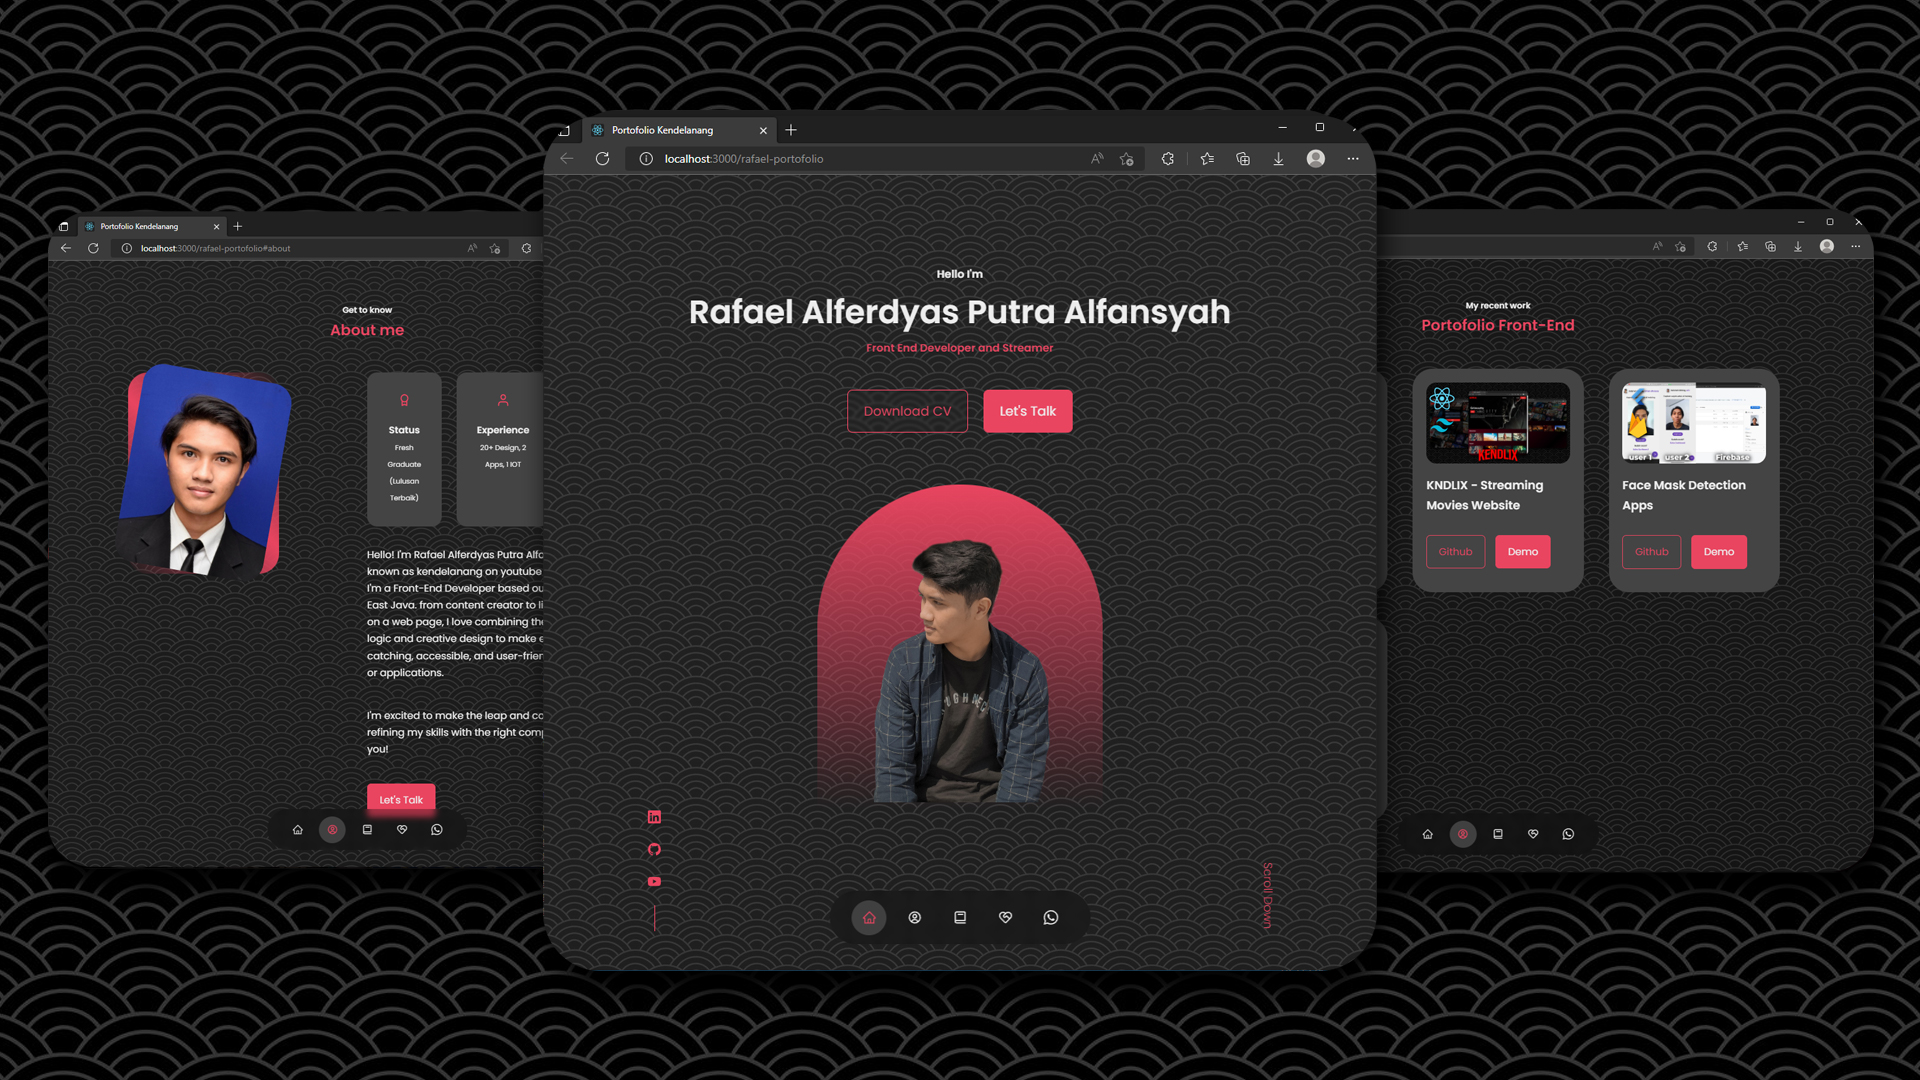 Portofolio Kendelanang
localhost:3000/rafael-portofolio#about
Get to know
About me
Status
Fresh
Graduate
(Lulusan
Terbaik)
Experience
20+ Design, 2
Apps, 1 IOT
Hello! I'm Rafael Alferdyas Putra Alfa
known as kendelanang on youtube
I'm a Front-End Developer based ou
East Java. from content creator to li
on a web page, I love combining the
logic and creative design to make e
catching, accessible, and user-frien
or applications.
I'm excited to make the leap and co
refining my skills with the right comp
you!
Let's Talk
Portofolio Kendelanang
localhost:3000/rafael-portofolio
Hello I'm
Rafael Alferdyas Putra Alfansyah
Front End Developer and Streamer
Download CV
Let's Talk
Scroll Down
My recent work
Portofolio Front-End
KENDLIX
KNDLIX - Streaming
Movies Website
Github
Demo
user 1
user 2
Firebase
Face Mask Detection
Apps
Github
Demo